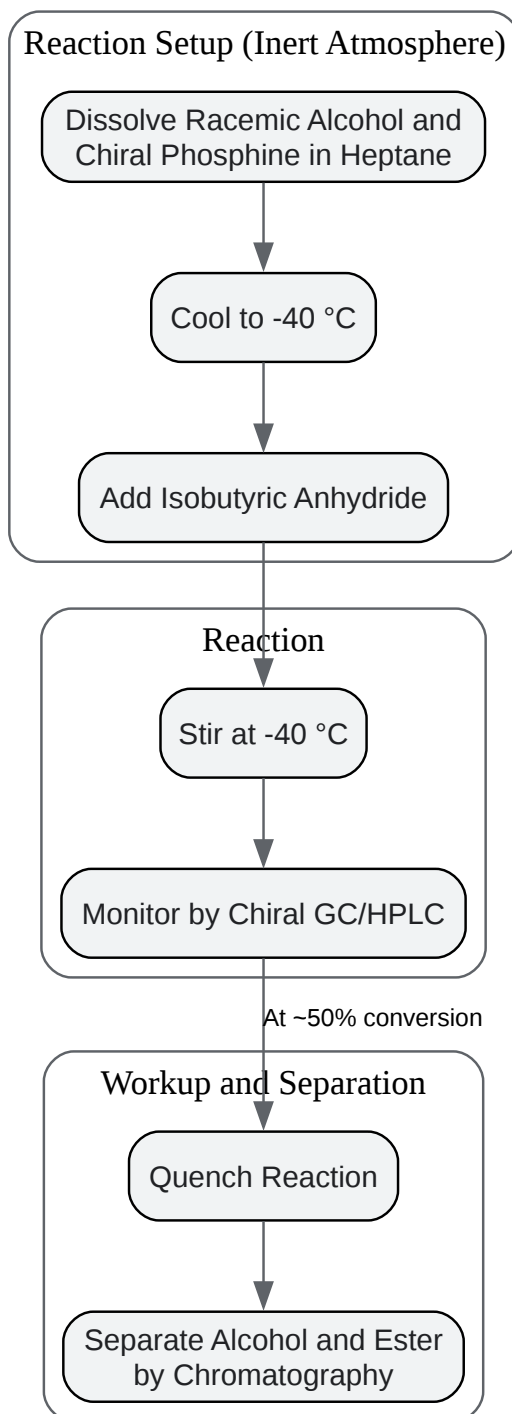 Reaction Setup (Inert Atmosphere)
Dissolve Racemic Alcohol and
Chiral Phosphine in Heptane
Cool to -40 °C
Add Isobutyric Anhydride
Reaction
Stir at -40 °C
Monitor by Chiral GC/HPLC
At ~50% conversion
Workup and Separation
Quench Reaction
Separate Alcohol and Ester
by Chromatography